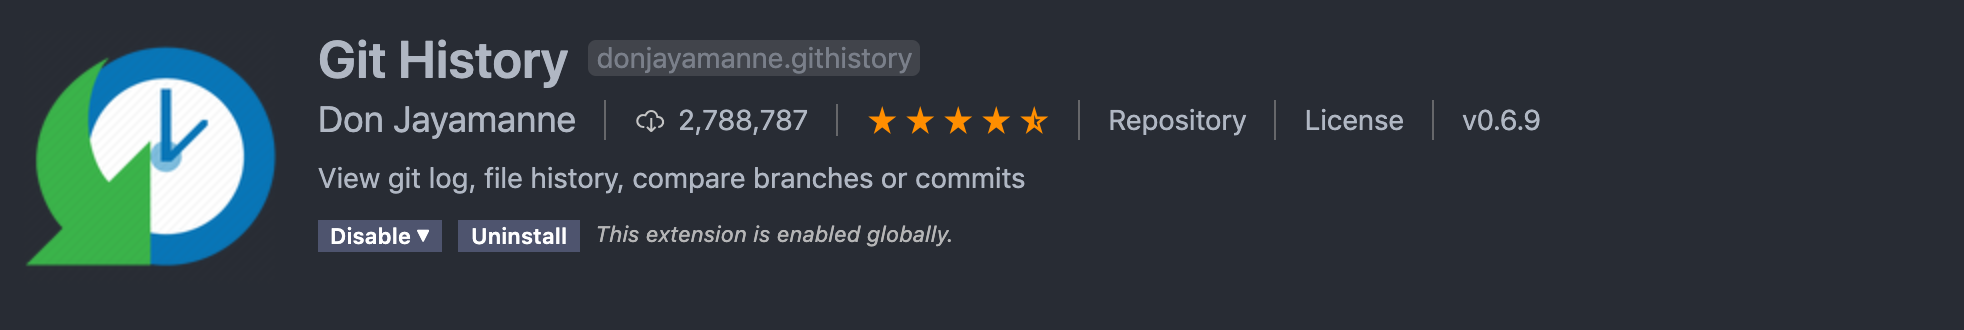 Git History donjayamanne.githistory
Don Jayamanne 2,788,787 Repository License v0.6.9
View git log, file history, compare branches or commits
Disable ▼ Uninstall This extension is enabled globally.